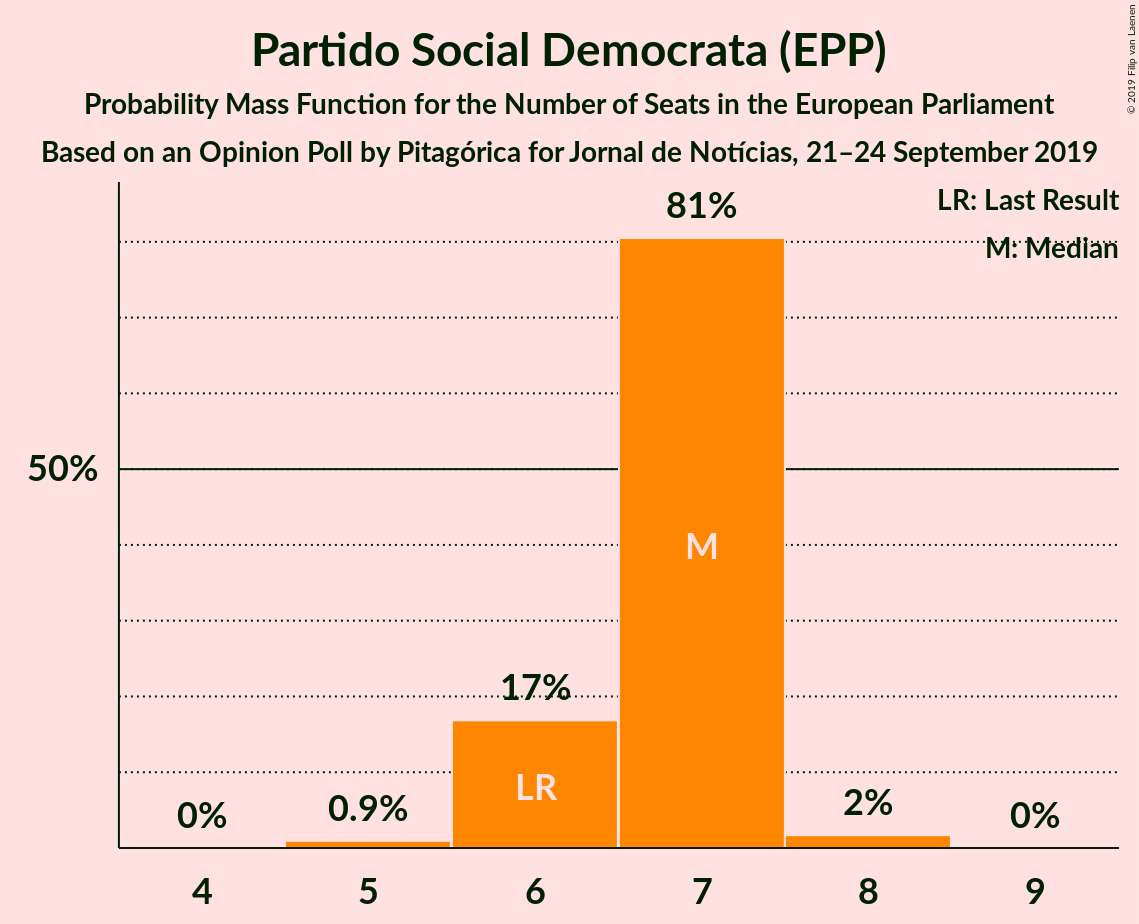 Partido Social Democrata (EPP)
Probability Mass Function for the Number of Seats in the European Parliament
Based on an Opinion Poll by Pitagórica for Jornal de Notícias, 21–24 September 2019
© 2019 Filip van Laenen
LR: Last Result
M: Median
81%
50%
M
17%
LR
0%
0.9%
2%
0%
4 5 6 7 8 9